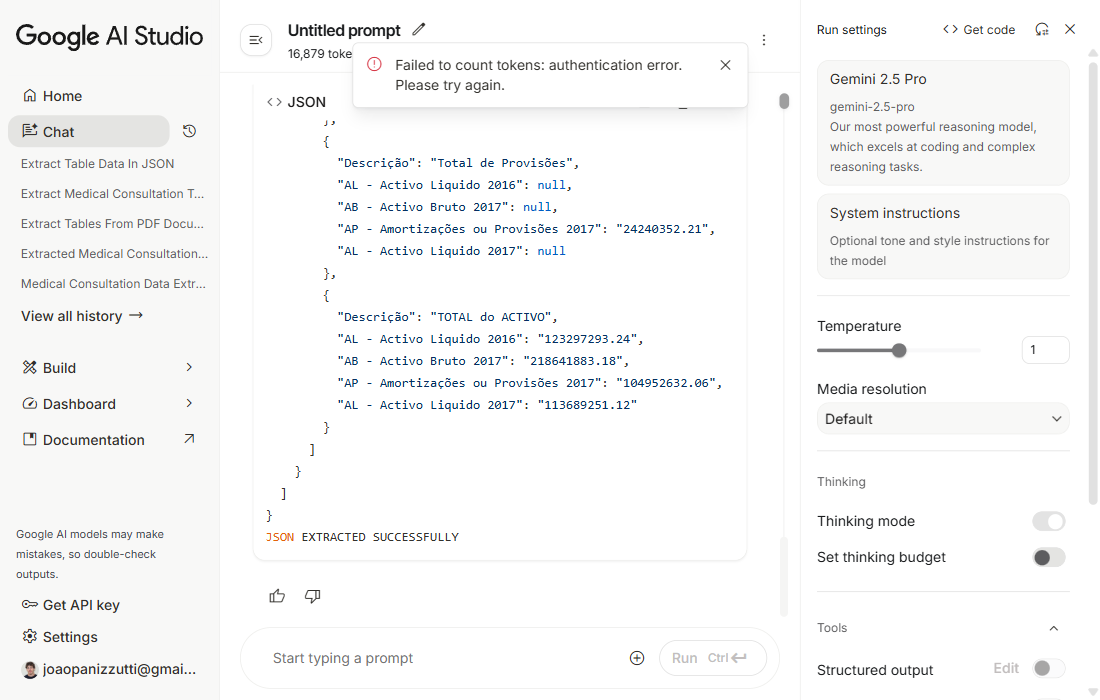 Google AI Studio
Home
Chat
Extract Table Data In JSON
Extract Medical Consultation T...
Extract Tables From PDF Docu...
Extracted Medical Consultation...
Medical Consultation Data Extr...
View all history
Build
Dashboard
Documentation
Google AI models may make
mistakes, so double-check
outputs.
Get API key
Settings
joaopanizzutti@gmai...
Untitled prompt
16,879 toke
Failed to count tokens: authentication error.
Please try again.
<> JSON
},
{
"Descrição": "Total de Provisões",
"AL - Activo Liquido 2016": null,
"AB - Activo Bruto 2017": null,
"AP - Amortizações ou Provisões 2017": "24240352.21",
"AL - Activo Liquido 2017": null
},
{
"Descrição": "TOTAL do ACTIVO",
"AL - Activo Liquido 2016": "123297293.24",
"AB - Activo Bruto 2017": "218641883.18",
"AP - Amortizações ou Provisões 2017": "104952632.06",
"AL - Activo Liquido 2017": "113689251.12"
}
]
}
]
}
JSON EXTRACTED SUCCESSFULLY
Start typing a prompt
Run Ctrl
Run settings
<> Get code
Gemini 2.5 Pro
gemini-2.5-pro
Our most powerful reasoning model,
which excels at coding and complex
reasoning tasks.
System instructions
Optional tone and style instructions for
the model
Temperature
1
Media resolution
Default
Thinking
Thinking mode
Set thinking budget
Tools
Structured output Edit